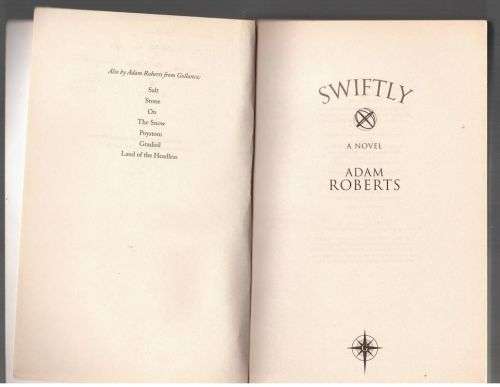 Also by Adam Roberts from Gollancz:
Salt
Stone
On
The Snow
Polystom
Gradisil
Land of the Headless
SWIFTLY
A NOVEL
ADAM
ROBERTS